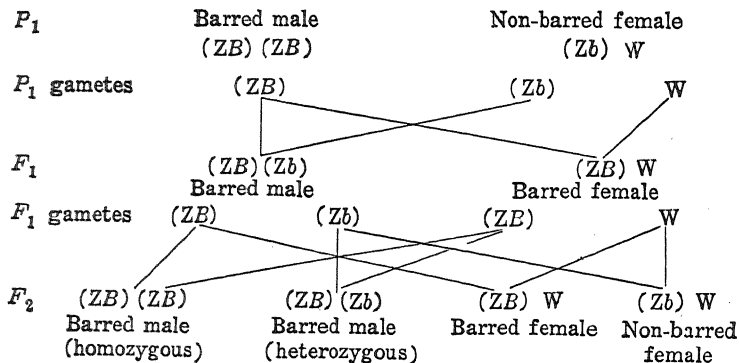 P1 Barred male Non-barred female
(ZB) (ZB) (Zb) W
P1 gametes (ZB) (Zb) W
F1 (ZB)(Zb) (ZB) W
Barred male Barred female
F1 gametes (ZB) (Zb) (ZB) W
F2 (ZB) (ZB) (ZB)(Zb) (ZB) W (Zb) W
Barred male Barred male Barred female Non-barred
(homozygous) (heterozygous) female